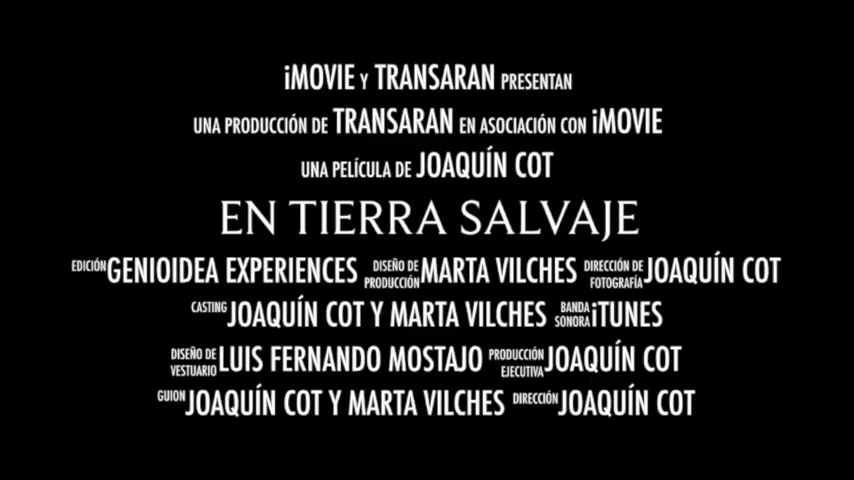 iMOVIE Y TRANSARAN PRESENTAN
UNA PRODUCCIÓN DE TRANSARAN EN ASOCIACIÓN CON iMOVIE
UNA PELÍCULA DE JOAQUÍN COT
EN TIERRA SALVAJE
EDICIÓN GENIOIDEA EXPERIENCES DISEÑO DE PRODUCCIÓN MARTA VILCHES DIRECCIÓN DE FOTOGRAFÍA JOAQUÍN COT
CASTING JOAQUÍN COT Y MARTA VILCHES BANDA SONORA iTUNES
DISEÑO DE VESTUARIO LUIS FERNANDO MOSTAJO PRODUCCIÓN EJECUTIVA JOAQUÍN COT
GUION JOAQUÍN COT Y MARTA VILCHES DIRECCIÓN JOAQUÍN COT